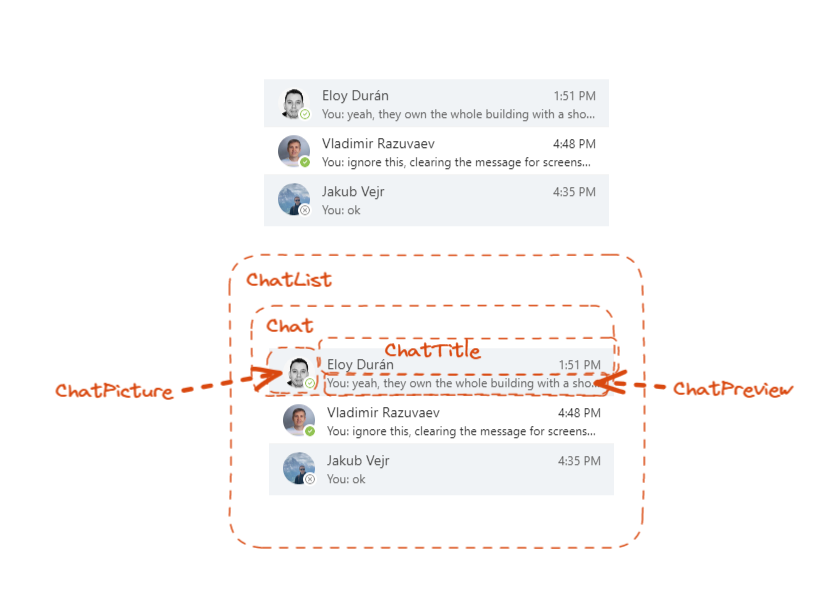 Eloy Durán 1:51 PM
You: yeah, they own the whole building with a sho...
Vladimir Razuvaev 4:48 PM
You: ignore this, clearing the message for screens...
Jakub Vejr 4:35 PM
You: ok
ChatList
Chat
ChatTitle
Eloy Durán 1:51 PM
ChatPicture
You: yeah, they own the whole building with a sho...
ChatPreview
Vladimir Razuvaev 4:48 PM
You: ignore this, clearing the message for screens...
Jakub Vejr 4:35 PM
You: ok